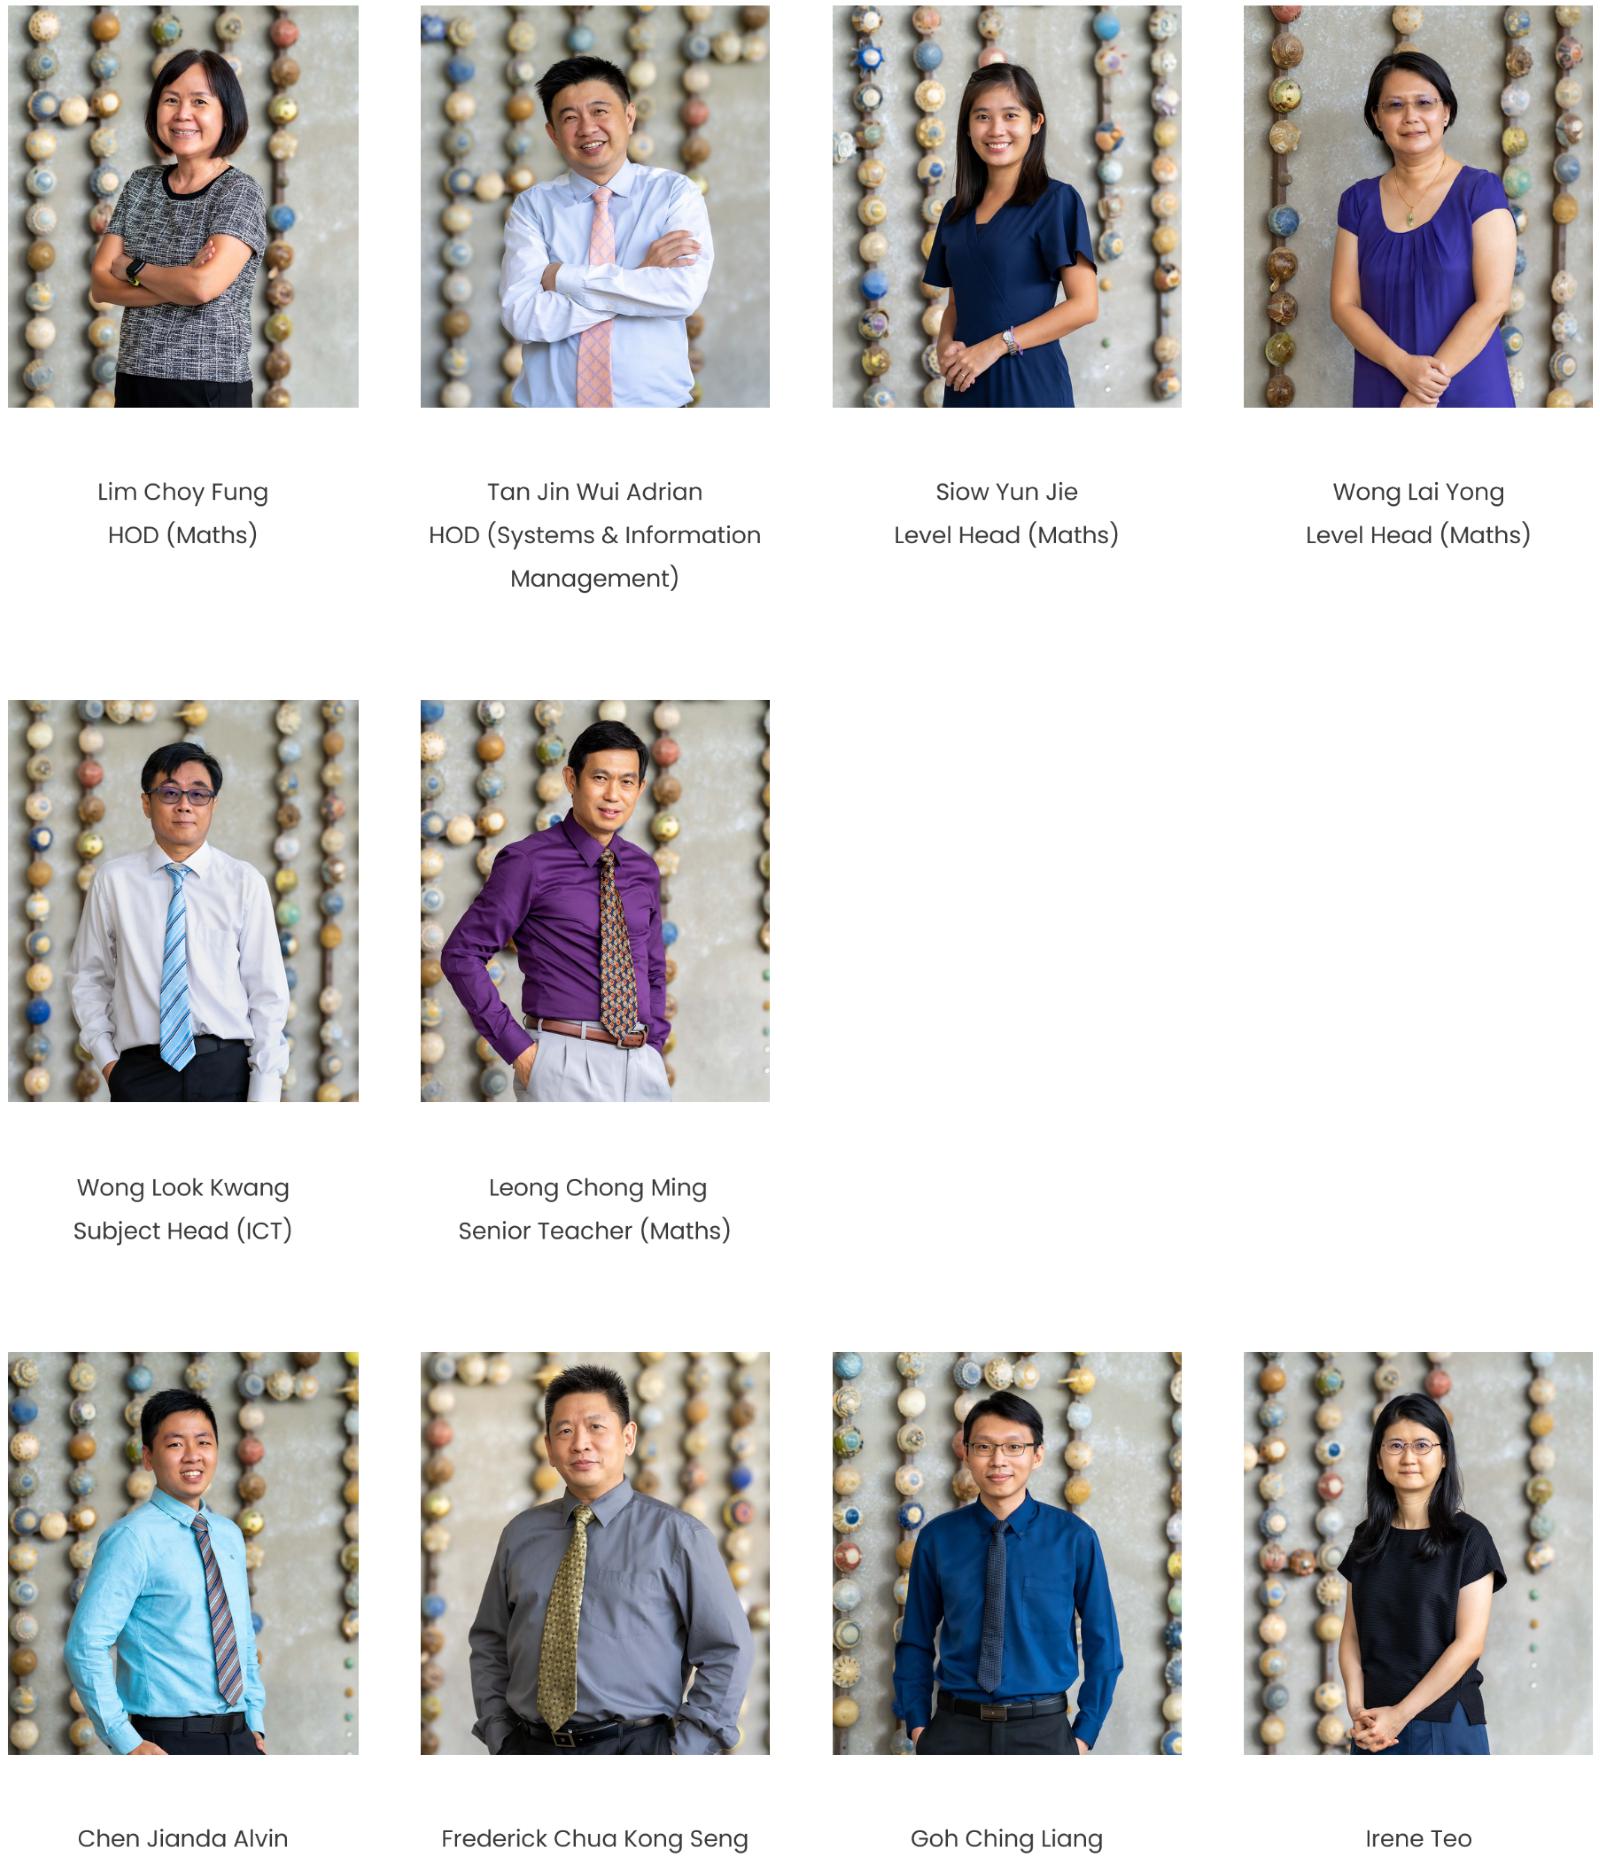 Lim Choy Fung
HOD (Maths)
Tan Jin Wui Adrian
HOD (Systems & Information
Management)
Siow Yun Jie
Level Head (Maths)
Wong Lai Yong
Level Head (Maths)
Wong Look Kwang
Subject Head (ICT)
Leong Chong Ming
Senior Teacher (Maths)
Chen Jianda Alvin
Frederick Chua Kong Seng
Goh Ching Liang
Irene Teo